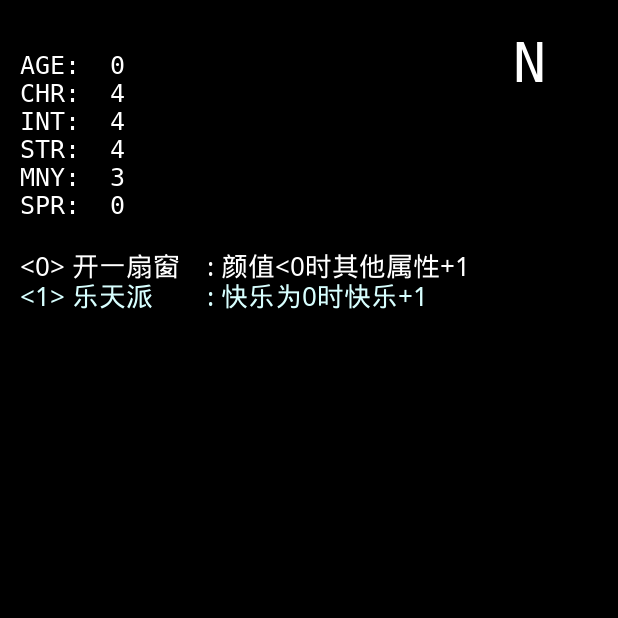 N
AGE: 0
CHR: 4
INT: 4
STR: 4
MNY: 3
SPR: 0
<0> 开一扇窗 : 颜值<0时其他属性+1
<1> 乐天派 : 快乐为0时快乐+1